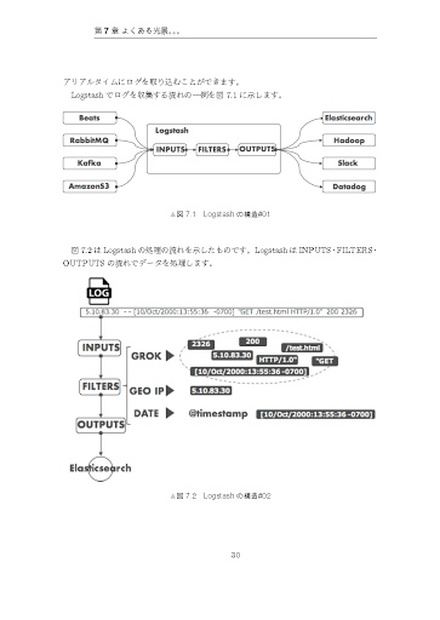 第 7 章 よくある光景。。。
アリアルタイムにログを取り込むことができます。
Logstash でログを収集する流れの一例を図 7.1 に示します。
Beats
RabbitMQ
Kafka
AmazonS3
Logstash
INPUTS
FILTERS
OUTPUTS
Elasticsearch
Hadoop
Slack
Datadog
▲図 7.1 Logstash の構造#01
図 7.2 は Logstash の処理の流れを示したものです。Logstash は INPUTS・FILTERS・
OUTPUTS の流れでデータを処理します。
LOG
5.10.83.30 - - [10/Oct/2000:13:55:36 -0700] "GET /test.html HTTP/1.0" 200 2326
INPUTS
FILTERS
OUTPUTS
Elasticsearch
GROK
2326
200
/test.html
5.10.83.30
HTTP/1.0"
"GET
[10/Oct/2000:13:55:36 -0700]
GEO IP
5.10.83.30
DATE
@timestamp
[10/Oct/2000:13:55:36 -0700]
▲図 7.2 Logstash の構造#02
30